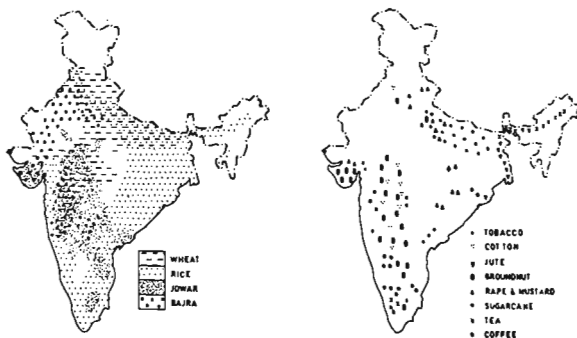 WHEAT
RICE
JOWAR
BAJRA
TOBACCO
COTTON
JUTE
GROUNDNUT
RAPE & MUSTARD
SUGARCANE
TEA
COFFEE